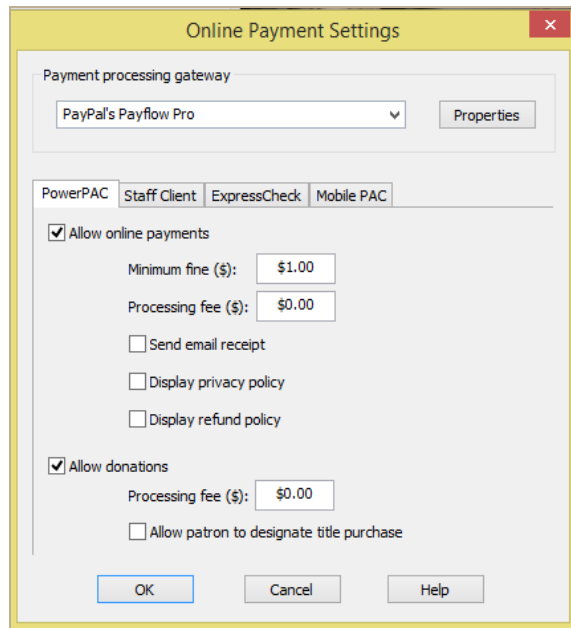 Online Payment Settings
Payment processing gateway
PayPal's Payflow Pro
Properties
PowerPAC Staff Client ExpressCheck Mobile PAC
Allow online payments
Minimum fine ($): $1.00
Processing fee ($): $0.00
Send email receipt
Display privacy policy
Display refund policy
Allow donations
Processing fee ($): $0.00
Allow patron to designate title purchase
OK Cancel Help